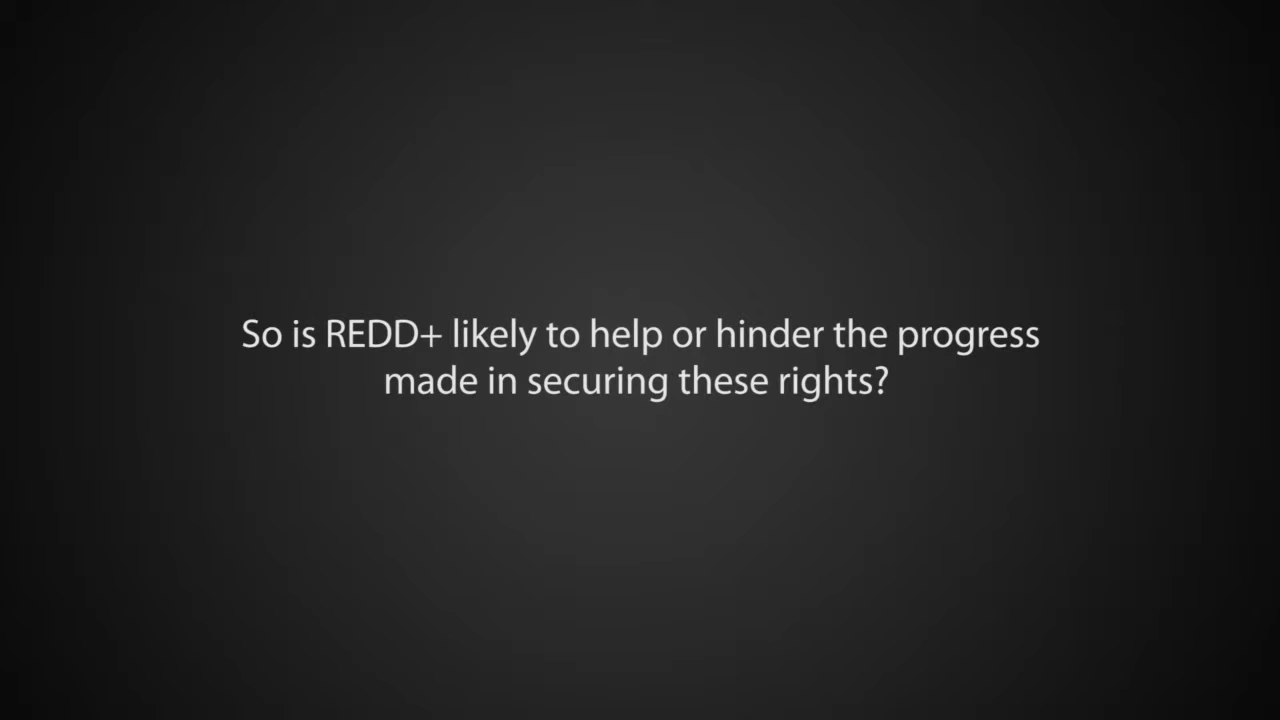 So is REDD+ likely to help or hinder the progress
made in securing these rights?